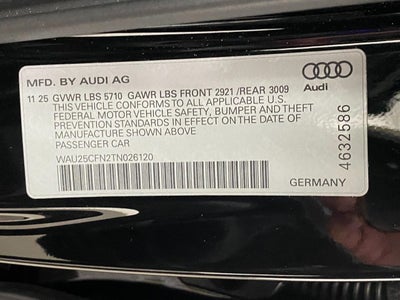 MFD. BY AUDI AG
11 25 GVWR LBS 5710 GAWR LBS FRONT 2921 /REAR 3009
THIS VEHICLE CONFORMS TO ALL APPLICABLE U.S.
FEDERAL MOTOR VEHICLE SAFETY, BUMPER AND THEFT
PREVENTION STANDARDS IN EFFECT ON THE DATE OF
MANUFACTURE SHOWN ABOVE.
PASSENGER CAR
WAU25CFN2TN026120
Audi
4632586
GERMANY